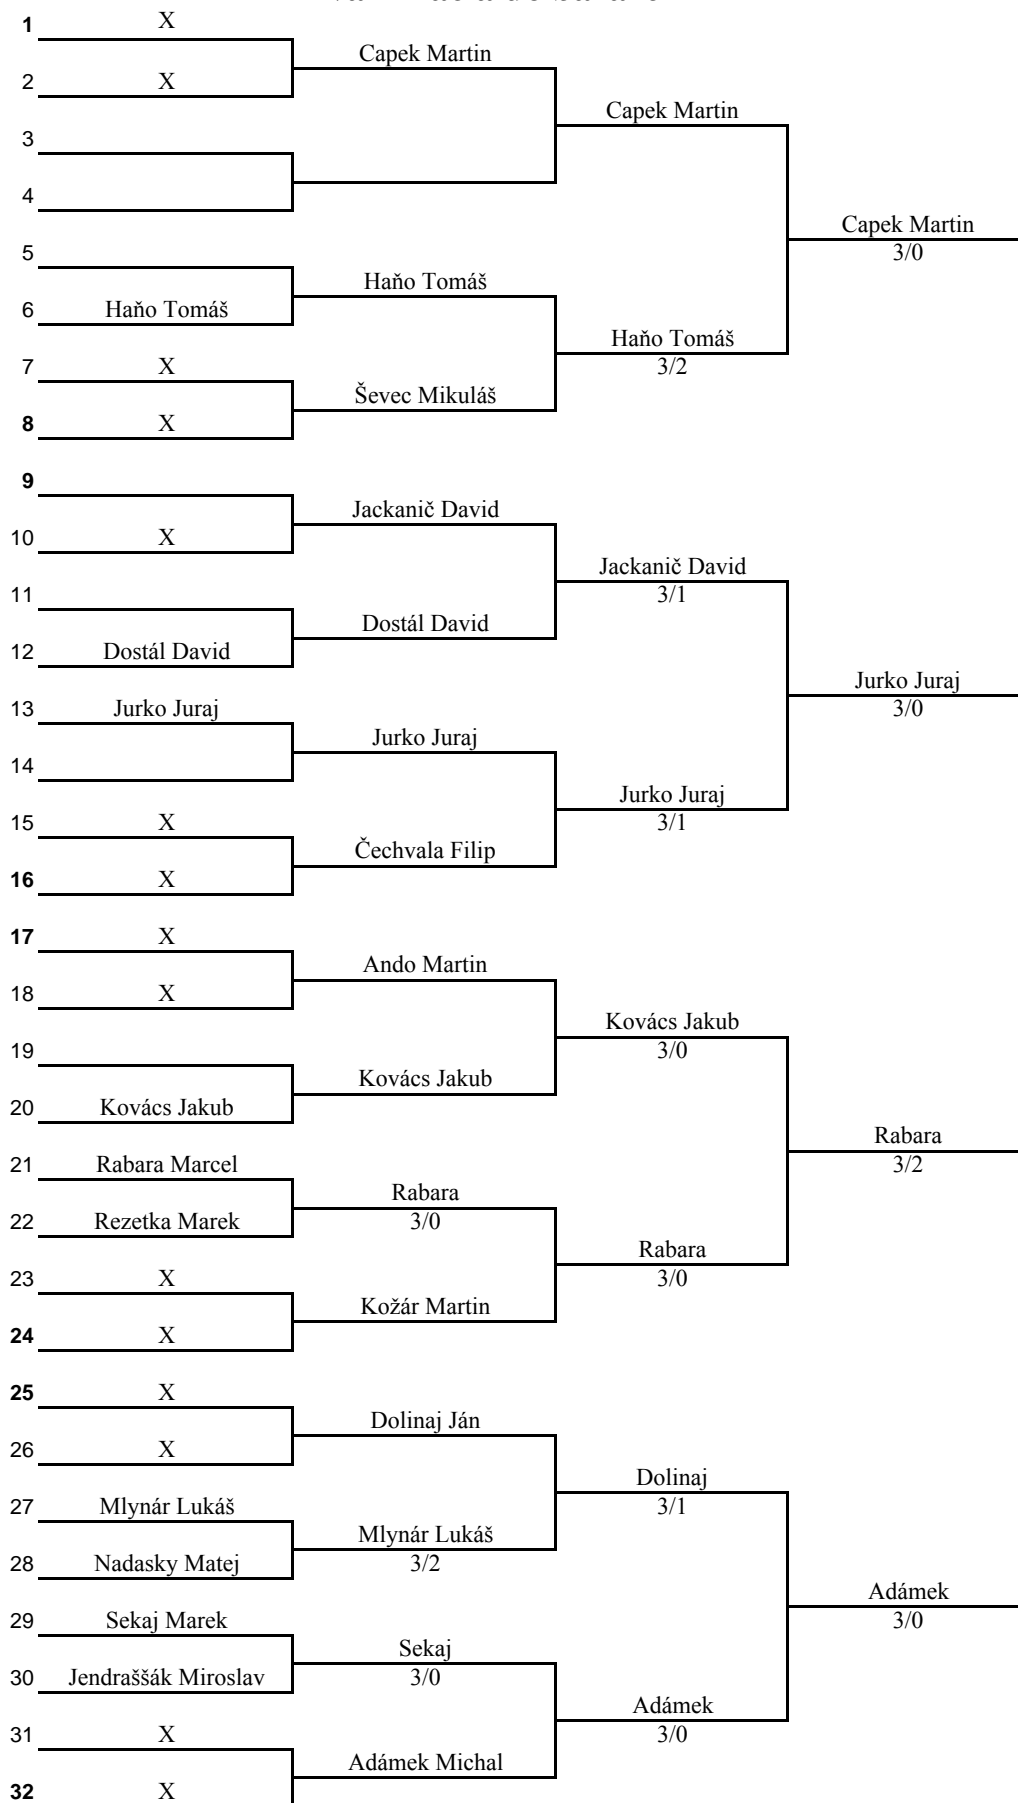 1 X
Capek Martin
2 X
Capek Martin
3
4
Capek Martin
3/0
5
Haňo Tomáš
6 Haňo Tomáš
Haňo Tomáš
3/2
7 X
Ševec Mikuláš
8 X
9
Jackanič David
10 X
Jackanič David
3/1
11
Dostál David
12 Dostál David
Jurko Juraj
3/0
13 Jurko Juraj
Jurko Juraj
14
Jurko Juraj
3/1
15 X
Čechvala Filip
16 X
17 X
Ando Martin
18 X
Kovács Jakub
3/0
19
Kovács Jakub
20 Kovács Jakub
Rabara
3/2
21 Rabara Marcel
Rabara
3/0
22 Rezetka Marek
Rabara
3/0
23 X
Kožár Martin
24 X
25 X
Dolinaj Ján
26 X
Dolinaj
3/1
27 Mlynár Lukáš
Mlynár Lukáš
3/2
28 Nadasky Matej
Adámek
3/0
29 Sekaj Marek
Sekaj
3/0
30 Jendraššák Miroslav
Adámek
3/0
31 X
Adámek Michal
32 X